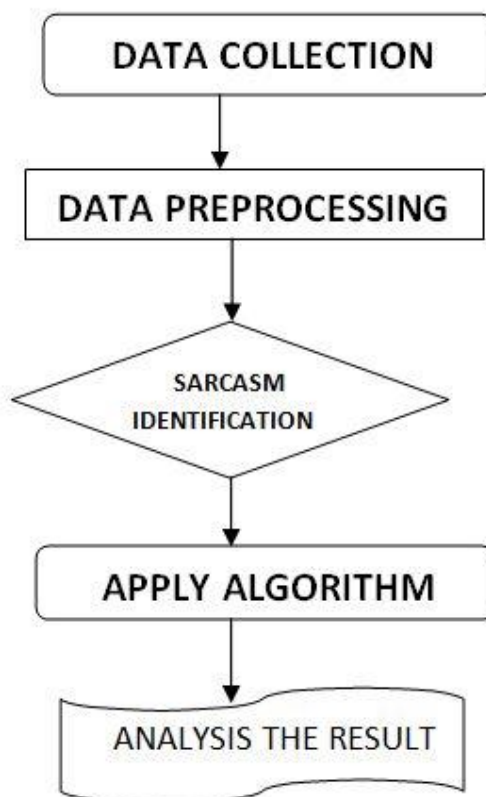 DATA COLLECTION
DATA PREPROCESSING
SARCASM
IDENTIFICATION
APPLY ALGORITHM
ANALYSIS THE RESULT